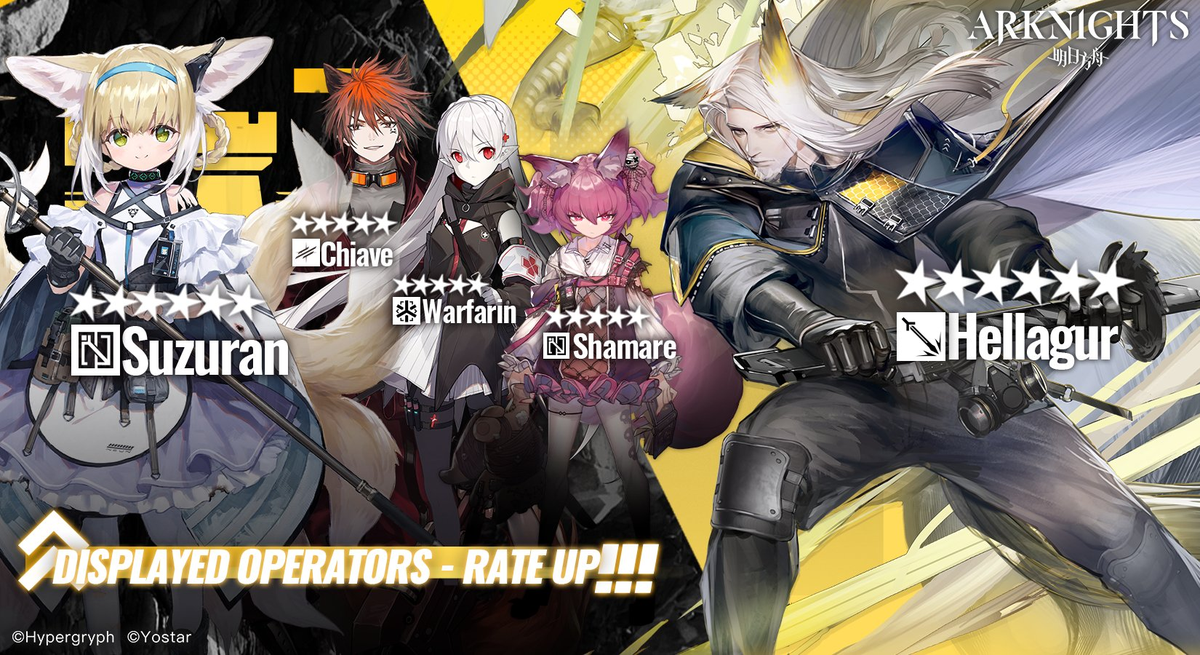 ARKNIGHTS
明日方舟
★★★★★
Chiave
★★★★★
Warfarin
★★★★★
Shamare
★★★★★★
Suzuran
★★★★★★
Hellagur
DISPLAYED OPERATORS - RATE UP!!!
©Hypergryph ©Yostar